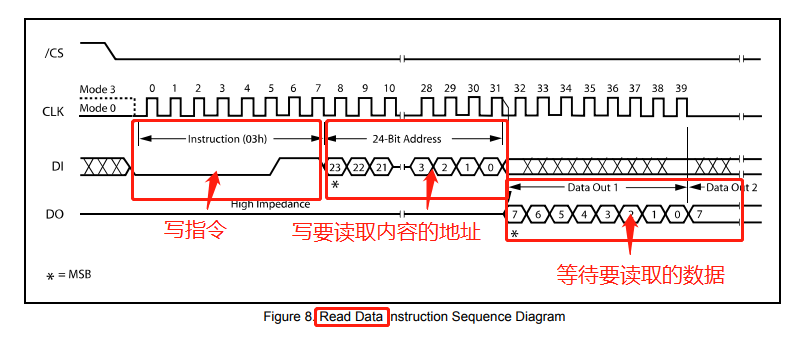 /CS
Mode 3 0 1 2 3 4 5 6 7 8 9 10 28 29 30 31 32 33 34 35 36 37 38 39
CLK Mode 0
Instruction (03h) 24-Bit Address
DI 23 22 21 3 2 1 0
*
Data Out 1 Data Out 2
High Impedance
DO 7 6 5 4 3 2 1 0 7
*
写指令 写要读取内容的地址
等待要读取的数据
* = MSB
Figure 8. Read Data Instruction Sequence Diagram